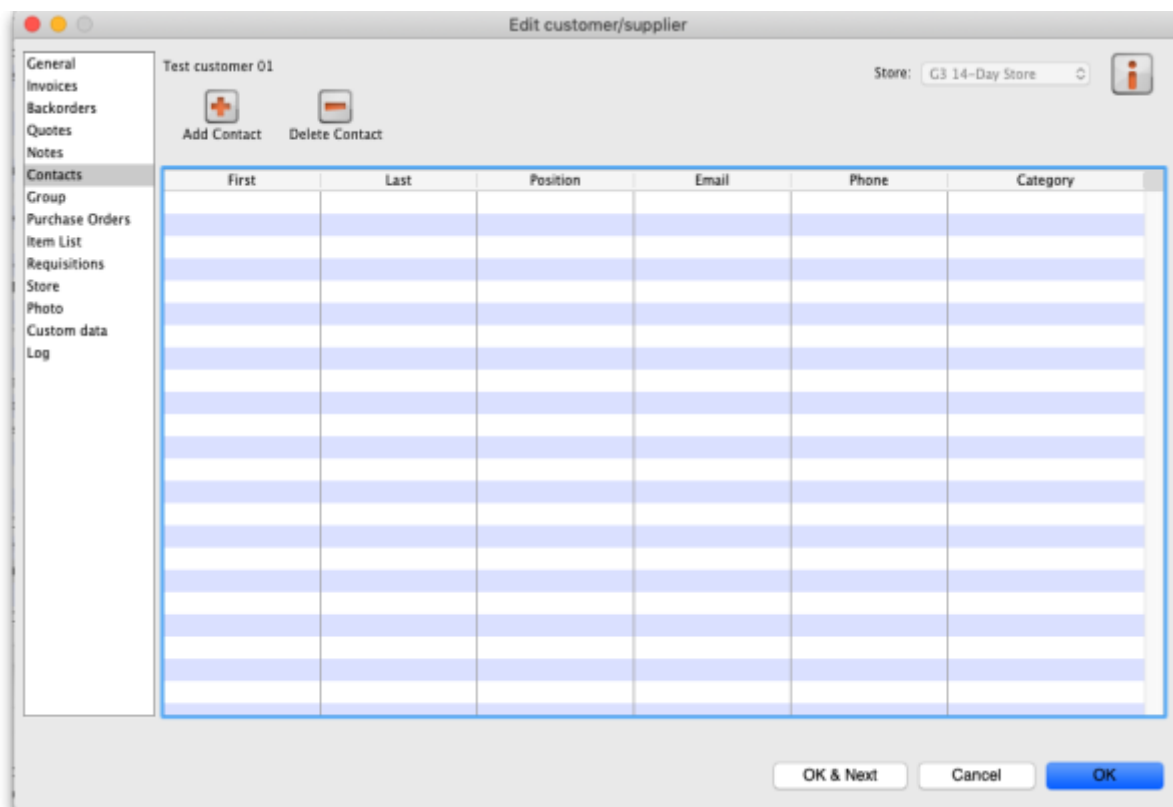 Edit customer/supplier
General
Invoices
Backorders
Quotes
Notes
Contacts
Group
Purchase Orders
Item List
Requisitions
Store
Photo
Custom data
Log
Test customer 01
Store: G3 14-Day Store
Add Contact Delete Contact
First Last Position Email Phone Category
OK & Next Cancel OK